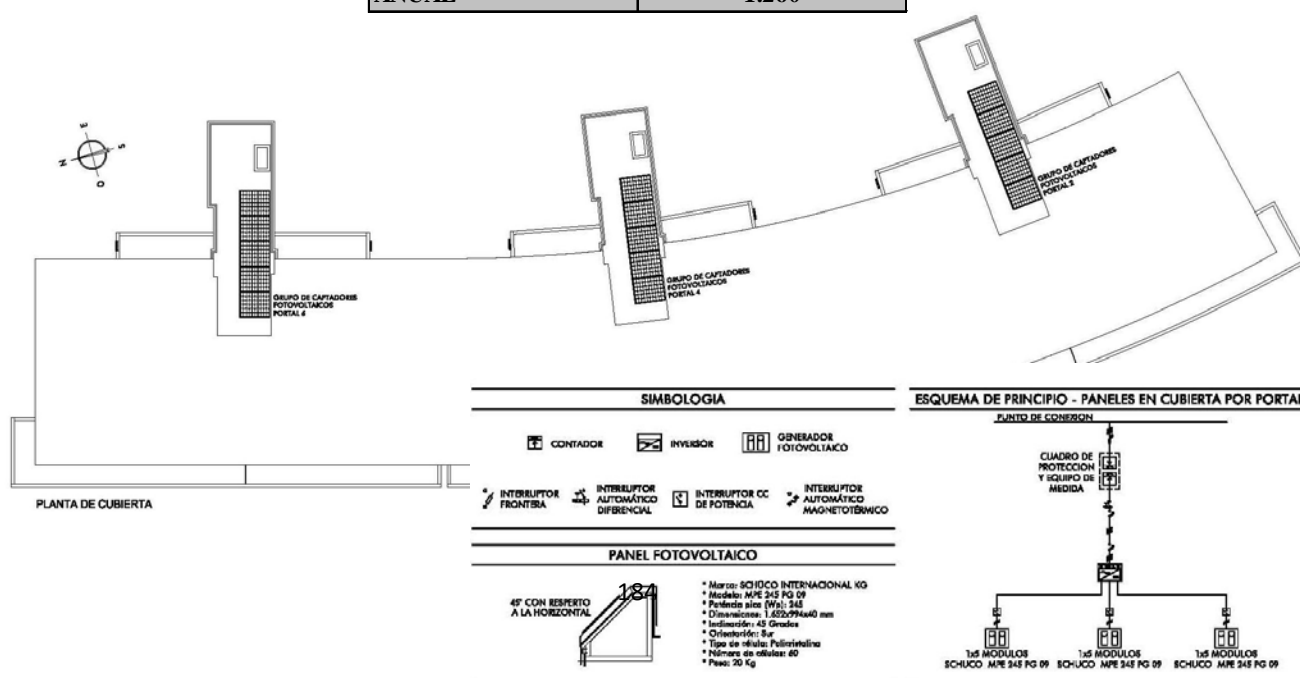 ANUAL 1.200
E
S
N
O
GRUPO DE CAPTADORES
FOTOVOLTAICOS
PORTAL 6
GRUPO DE CAPTADORES
FOTOVOLTAICOS
PORTAL 4
GRUPO DE CAPTADORES
FOTOVOLTAICOS
PORTAL 2
PLANTA DE CUBIERTA
SIMBOLOGIA
CONTADOR
INVERSOR
GENERADOR
FOTOVOLTAICO
INTERRUPTOR
FRONTERA
INTERRUPTOR
AUTOMÁTICO
DIFERENCIAL
INTERRUPTOR CC
DE POTENCIA
INTERRUPTOR
AUTOMÁTICO
MAGNETOTÉRMICO
PANEL FOTOVOLTAICO
45° CON RESPERTO
A LA HORIZONTAL
184
* Marca: SCHÜCO INTERNACIONAL KG
* Modelo: MPE 245 PG 09
* Potencia pico (Wp): 245
* Dimensiones: 1.652x994x40 mm
* Inclinación: 45 Grados
* Orientación: Sur
* Tipo de célula: Policristalina
* Número de células: 60
* Peso: 20 Kg
ESQUEMA DE PRINCIPIO - PANELES EN CUBIERTA POR PORTAL
PUNTO DE CONEXION
CUADRO DE
PROTECCION
Y EQUIPO DE
MEDIDA
1x5 MODULOS
SCHUCO MPE 245 PG 09
1x5 MODULOS
SCHUCO MPE 245 PG 09
1x5 MODULOS
SCHUCO MPE 245 PG 09